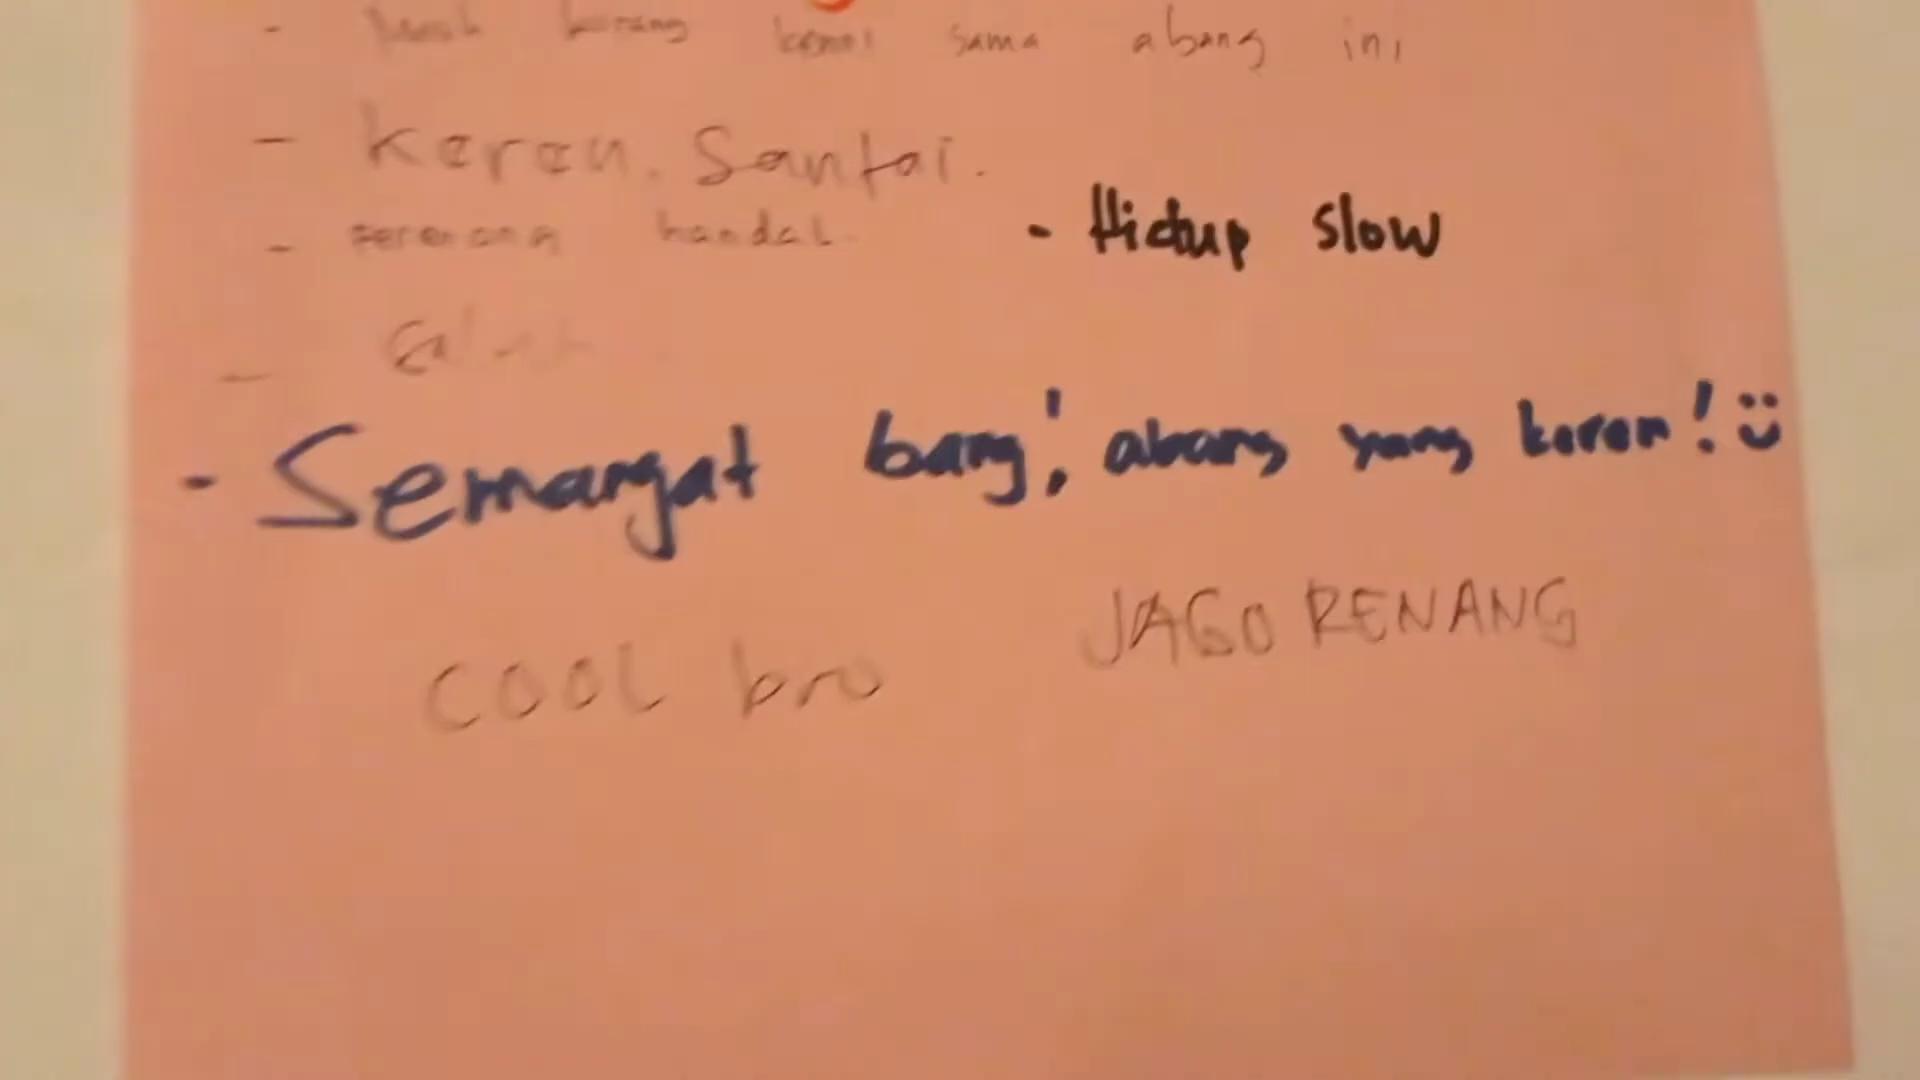 - kurang kenal sama abang ini
- Keren. Santai.
- Perenang handal.
- Hidup slow
- Semangat bang!, abang yang keren! :)
JAGO RENANG
COOL bro